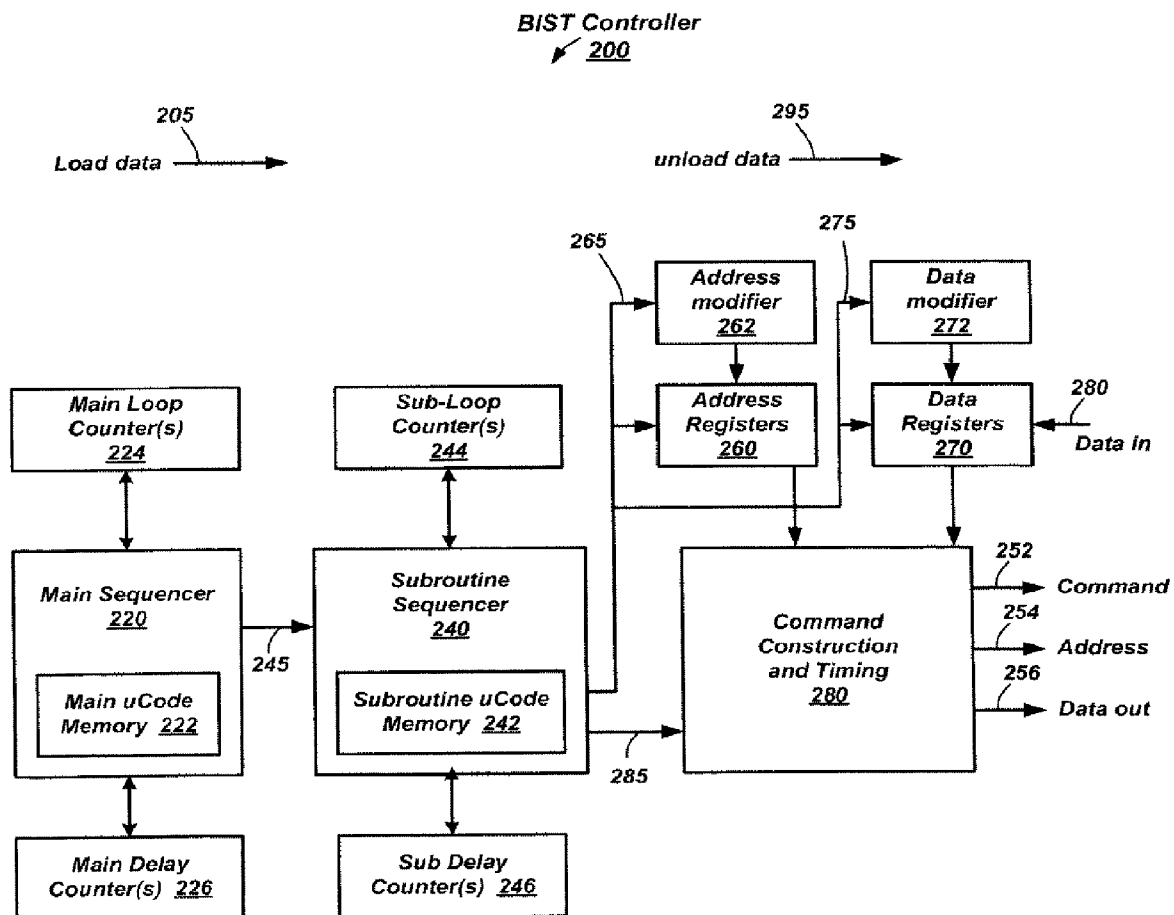 BIST Controller
200
205
Load data
295
unload data
265
275
Address
modifier
262
Data
modifier
272
Main Loop
Counter(s)
224
Sub-Loop
Counter(s)
244
Address
Registers
260
Data
Registers
270
280
Data in
Main Sequencer
220
Main uCode
Memory 222
245
Subroutine
Sequencer
240
Subroutine uCode
Memory 242
285
Command
Construction
and Timing
280
252
Command
254
Address
256
Data out
Main Delay
Counter(s) 226
Sub Delay
Counter(s) 246